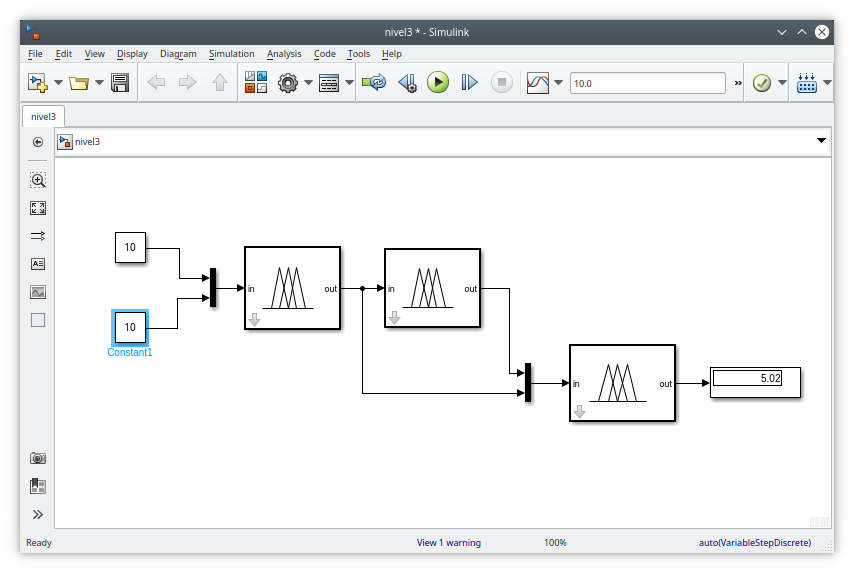 nivel3 * - Simulink
File Edit View Display Diagram Simulation Analysis Code Tools Help
10.0 »
nivel3
nivel3
10
in out
in out
10
Constant1
in out
5.02
Ready View 1 warning 100% auto(VariableStepDiscrete)